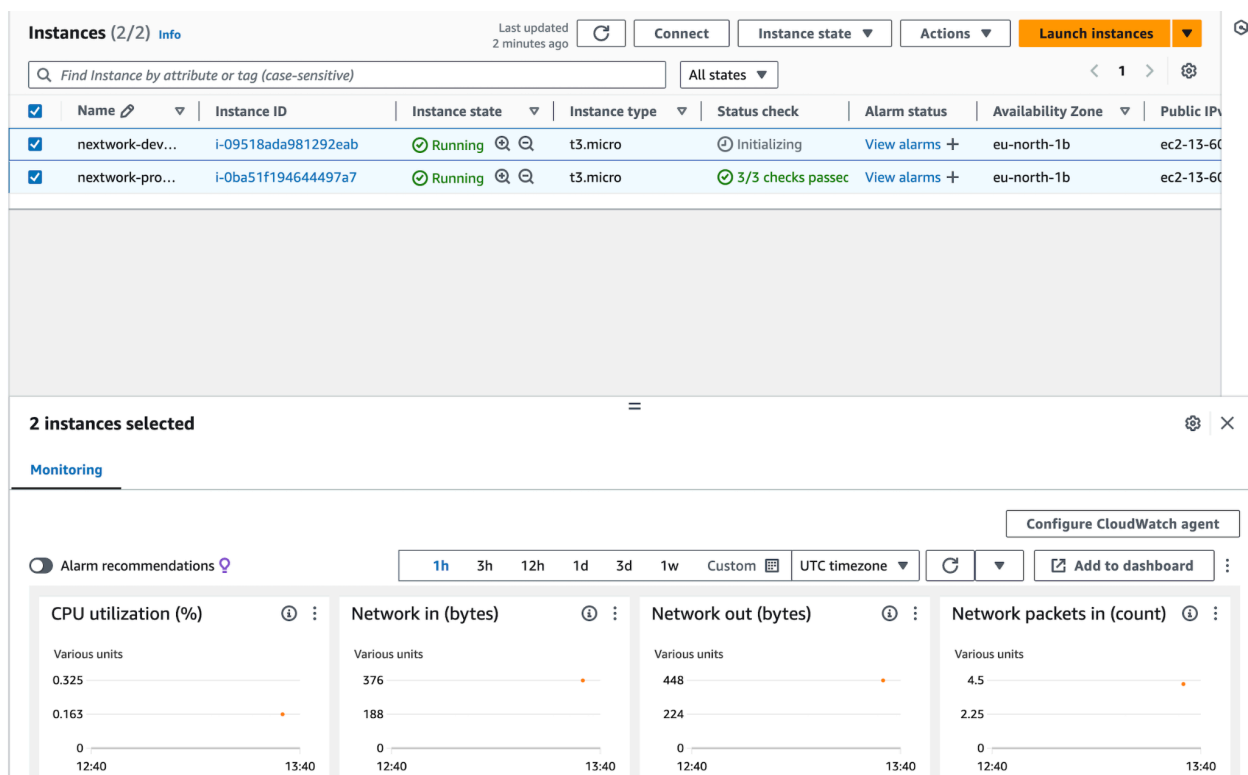 Instances (2/2) Info
Last updated
2 minutes ago
Connect
Instance state
Actions
Launch instances
Find Instance by attribute or tag (case-sensitive)
All states
1
Name Instance ID Instance state Instance type Status check Alarm status Availability Zone Public IPv
nextwork-dev... i-09518ada981292eab Running t3.micro Initializing View alarms + eu-north-1b ec2-13-60
nextwork-pro... i-0ba51f194644497a7 Running t3.micro 3/3 checks passec View alarms + eu-north-1b ec2-13-60
2 instances selected
Monitoring
Configure CloudWatch agent
Alarm recommendations 1h 3h 12h 1d 3d 1w Custom UTC timezone Add to dashboard
CPU utilization (%)
Various units
0.325
0.163
0
12:40 13:40
Network in (bytes)
Various units
376
188
0
12:40 13:40
Network out (bytes)
Various units
448
224
0
12:40 13:40
Network packets in (count)
Various units
4.5
2.25
0
12:40 13:40